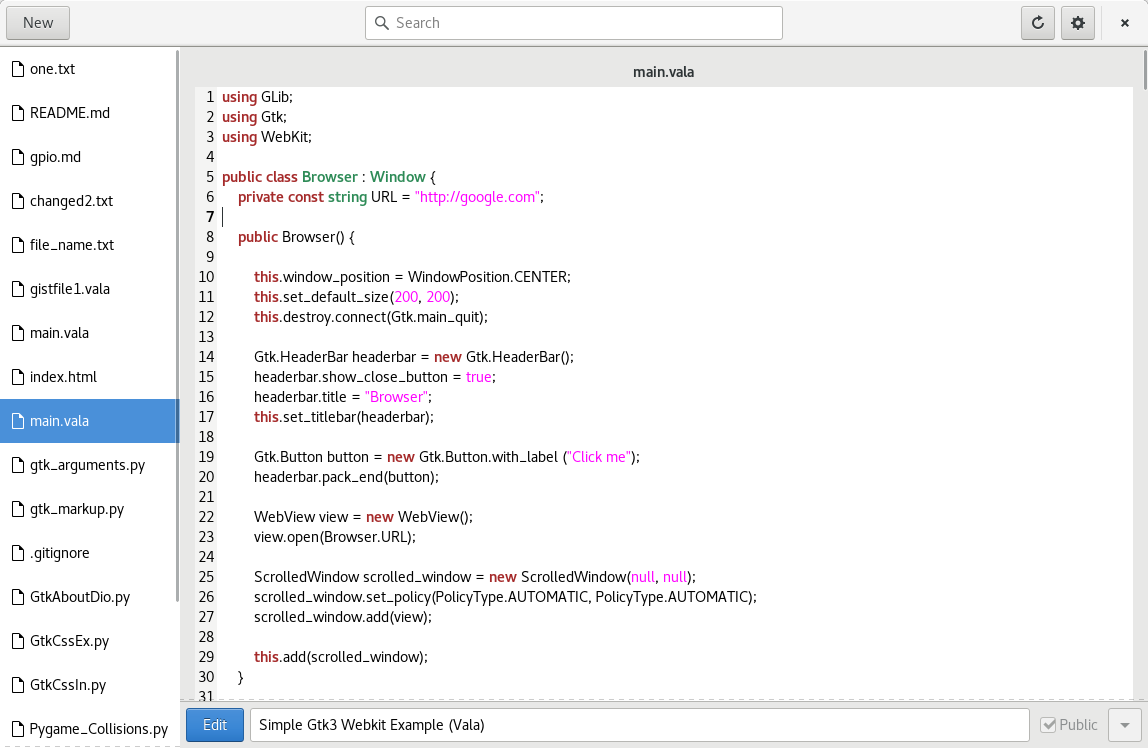 New
Search
one.txt
README.md
gpio.md
changed2.txt
file_name.txt
gistfile1.vala
main.vala
index.html
main.vala
gtk_arguments.py
gtk_markup.py
.gitignore
GtkAboutDio.py
GtkCssEx.py
GtkCssIn.py
Pygame_Collisions.py
main.vala
1 using GLib;
2 using Gtk;
3 using WebKit;
4
5 public class Browser : Window {
6     private const string URL = "http://google.com";
7
8     public Browser() {
9
10         this.window_position = WindowPosition.CENTER;
11         this.set_default_size(200, 200);
12         this.destroy.connect(Gtk.main_quit);
13
14         Gtk.HeaderBar headerbar = new Gtk.HeaderBar();
15         headerbar.show_close_button = true;
16         headerbar.title = "Browser";
17         this.set_titlebar(headerbar);
18
19         Gtk.Button button = new Gtk.Button.with_label ("Click me");
20         headerbar.pack_end(button);
21
22         WebView view = new WebView();
23         view.open(Browser.URL);
24
25         ScrolledWindow scrolled_window = new ScrolledWindow(null, null);
26         scrolled_window.set_policy(PolicyType.AUTOMATIC, PolicyType.AUTOMATIC);
27         scrolled_window.add(view);
28
29         this.add(scrolled_window);
30     }
31
Edit
Simple Gtk3 Webkit Example (Vala)
Public